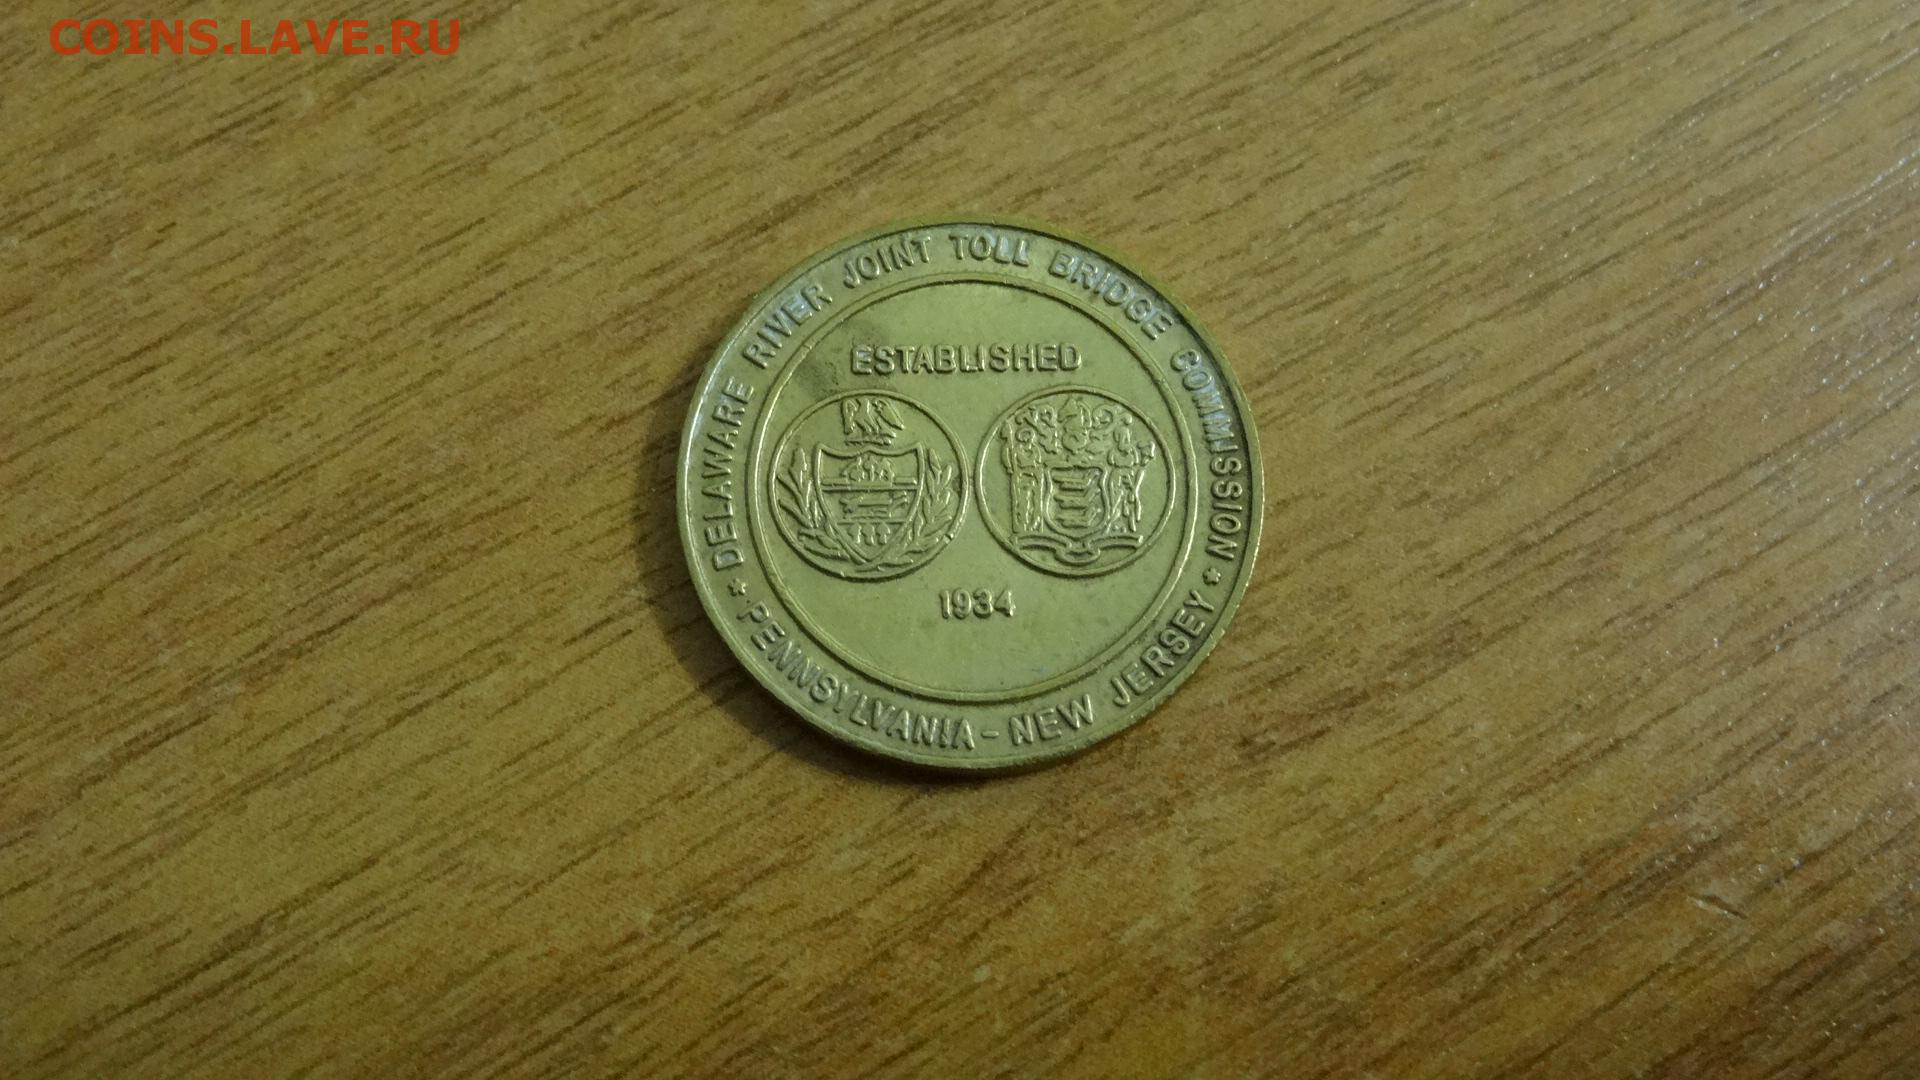 COINS.LAVE.RU
* DELAWARE RIVER JOINT TOLL BRIDGE COMMISSION *
ESTABLISHED
1934
PENNSYLVANIA - NEW JERSEY